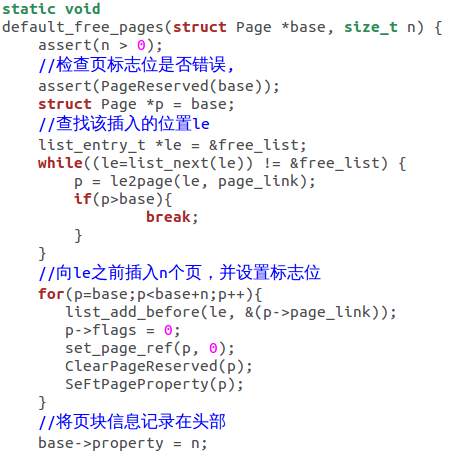 static void
default_free_pages(struct Page *base, size_t n) {
    assert(n > 0);
    //检查页标志位是否错误,
    assert(PageReserved(base));
    struct Page *p = base;
    //查找该插入的位置le
    list_entry_t *le = &free_list;
    while((le=list_next(le)) != &free_list) {
        p = le2page(le, page_link);
        if(p>base){
                break;
        }
    }
    //向le之前插入n个页，并设置标志位
    for(p=base;p<base+n;p++){
       list_add_before(le, &(p->page_link));
       p->flags = 0;
       set_page_ref(p, 0);
       ClearPageReserved(p);
       SeFtPageProperty(p);
    }
    //将页块信息记录在头部
    base->property = n;